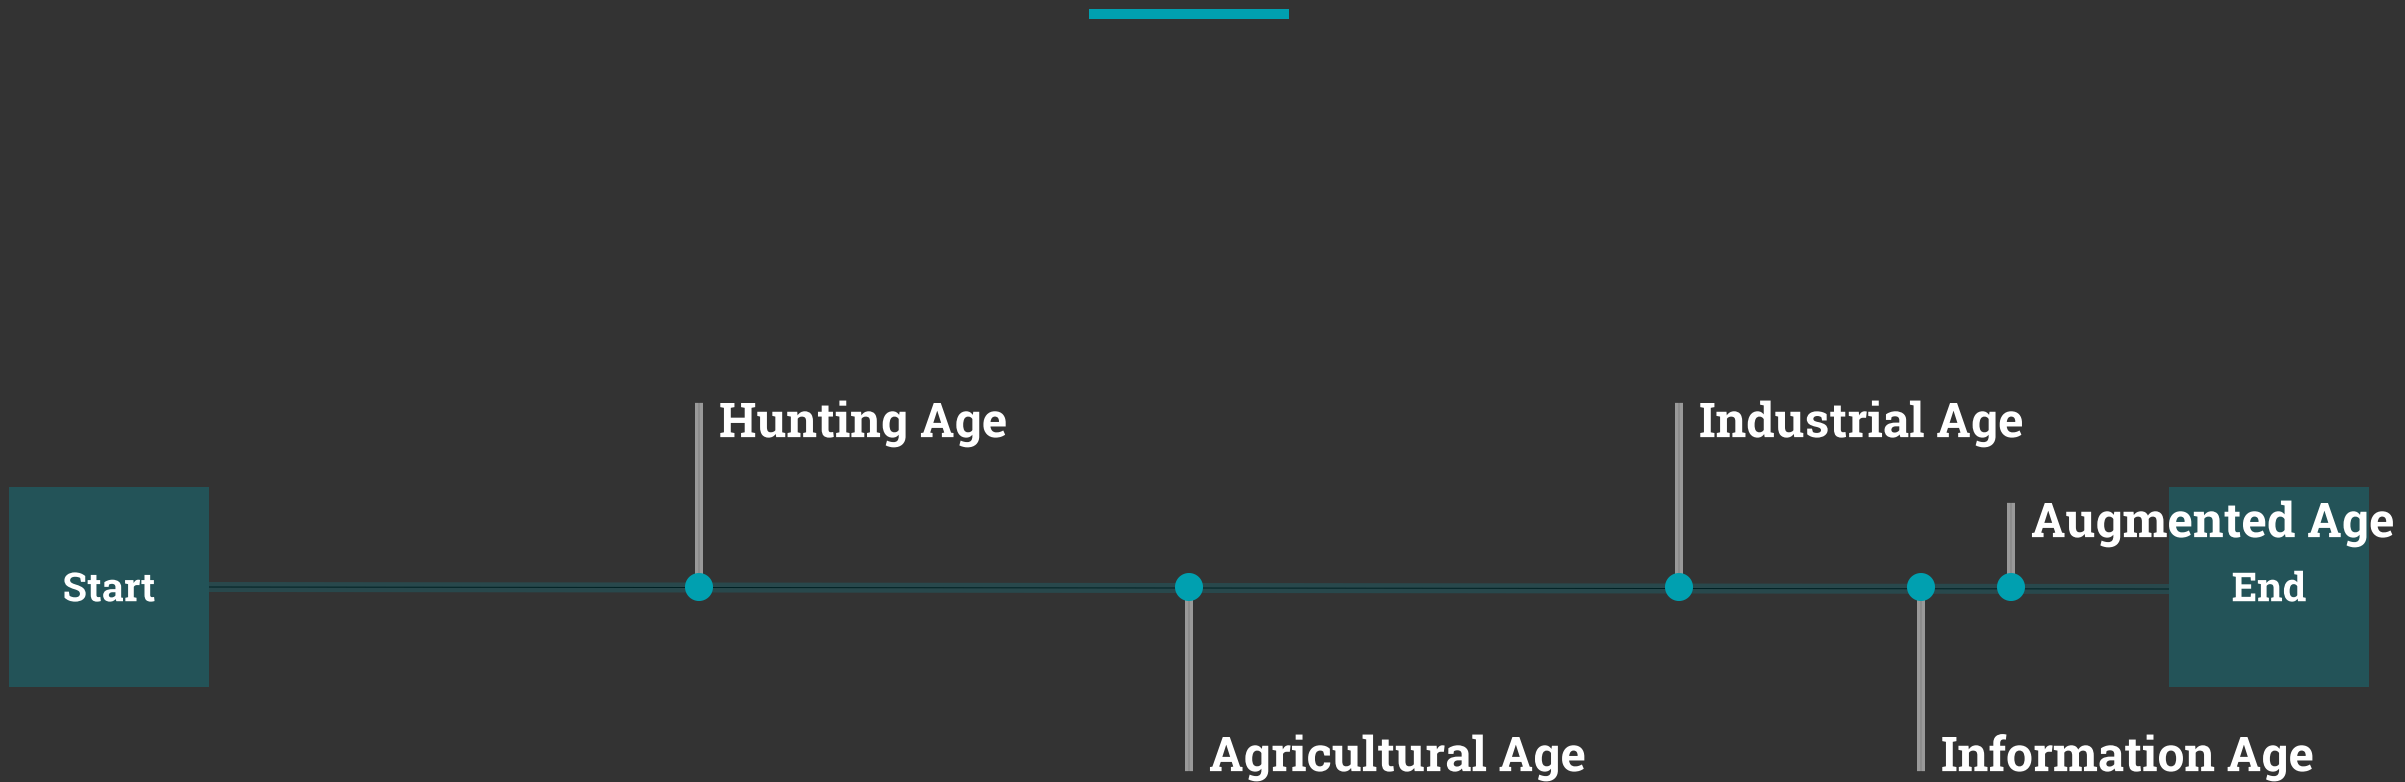 Hunting Age
Industrial Age
Augmented Age
Start
End
Agricultural Age
Information Age